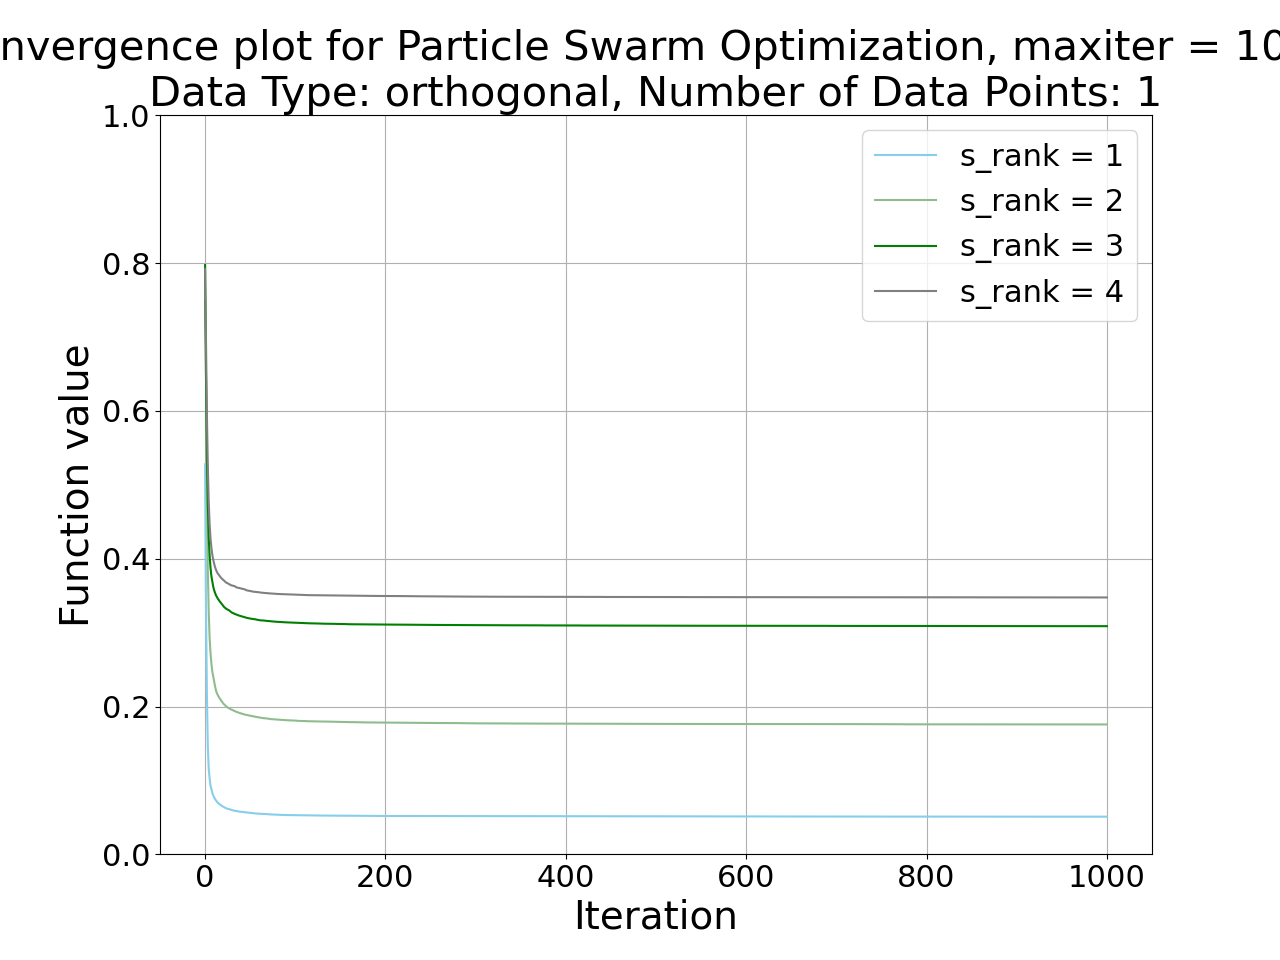 nvergence plot for Particle Swarm Optimization, maxiter = 10
Data Type: orthogonal, Number of Data Points: 1
1.0
0.8
0.6
0.4
0.2
0.0
Function value
s_rank = 1
s_rank = 2
s_rank = 3
s_rank = 4
0 200 400 600 800 1000
Iteration